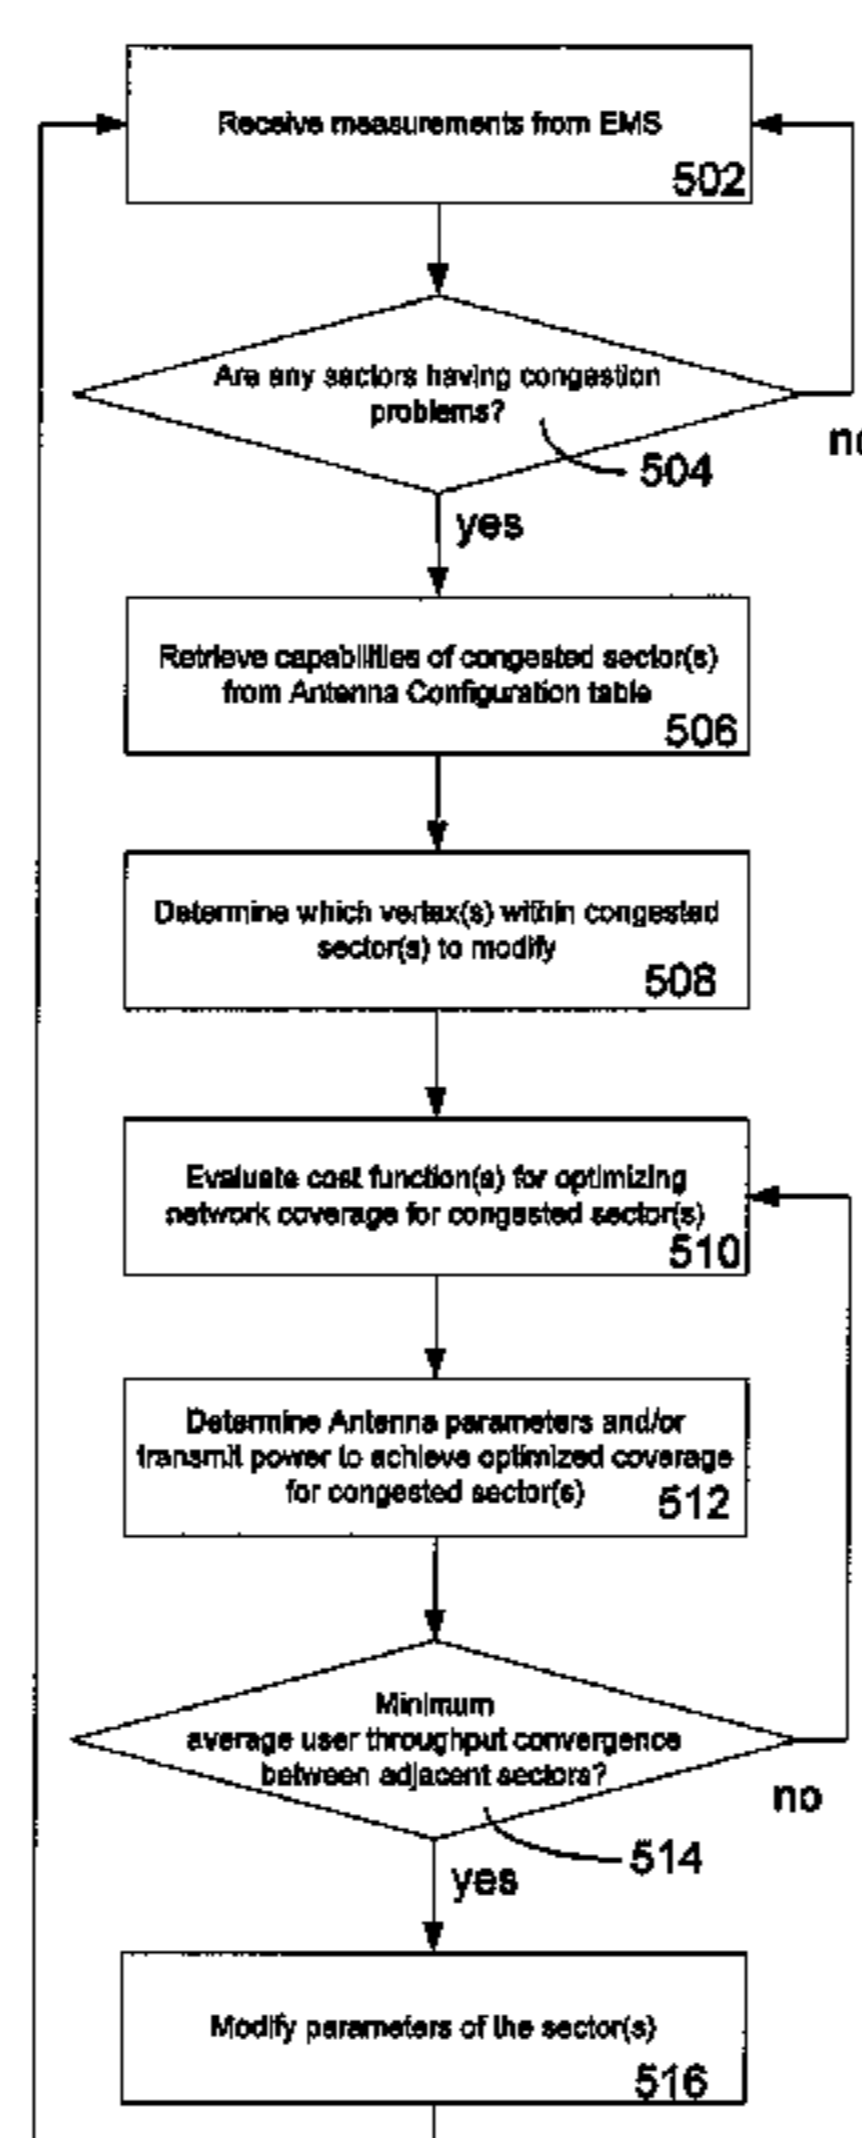 Receive measurements from EMS
502
Are any sectors having congestion
problems?
504
no
yes
Retrieve capabilities of congested sector(s)
from Antenna Configuration table
506
Determine which vertex(s) within congested
sector(s) to modify
508
Evaluate cost function(s) for optimizing
network coverage for congested sector(s)
510
Determine Antenna parameters and/or
transmit power to achieve optimized coverage
for congested sector(s)
512
Minimum
average user throughput convergence
between adjacent sectors?
no
514
yes
Modify parameters of the sector(s)
516